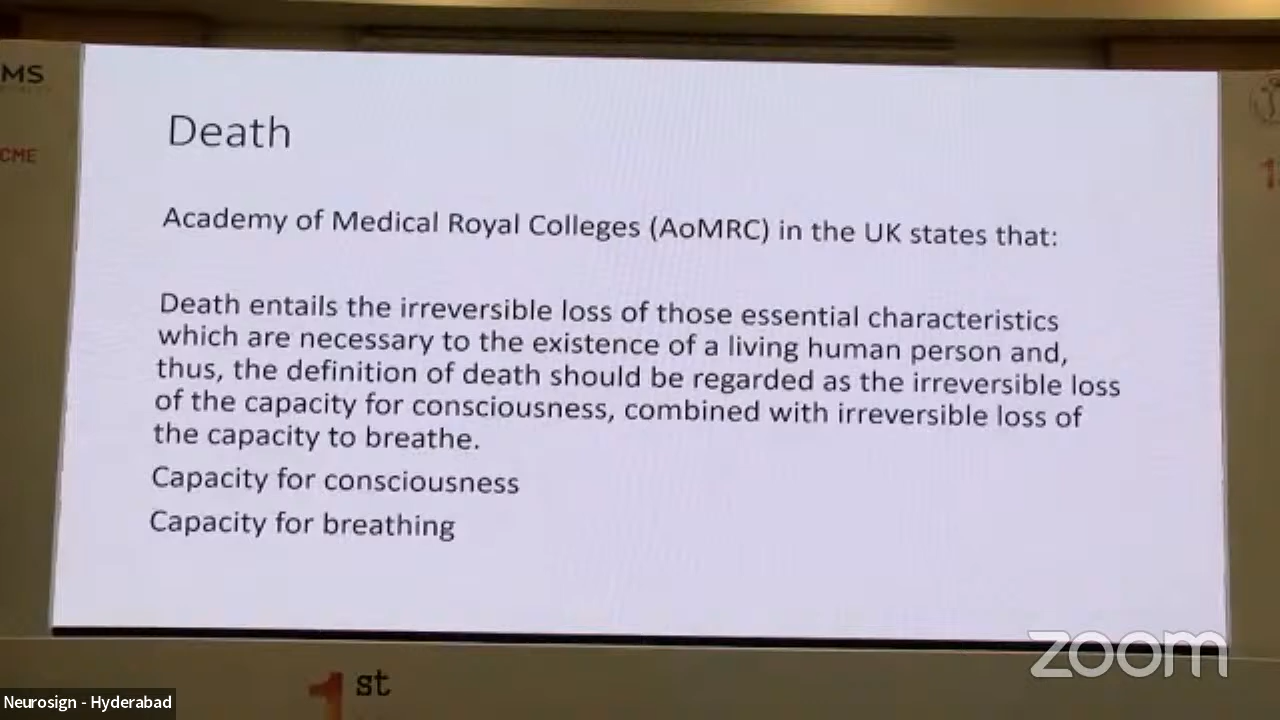 MS
CME
Death
Academy of Medical Royal Colleges (AoMRC) in the UK states that:
Death entails the irreversible loss of those essential characteristics
which are necessary to the existence of a living human person and,
thus, the definition of death should be regarded as the irreversible loss
of the capacity for consciousness, combined with irreversible loss of
the capacity to breathe.
Capacity for consciousness
Capacity for breathing
zoom
1st
Neurosign - Hyderabad